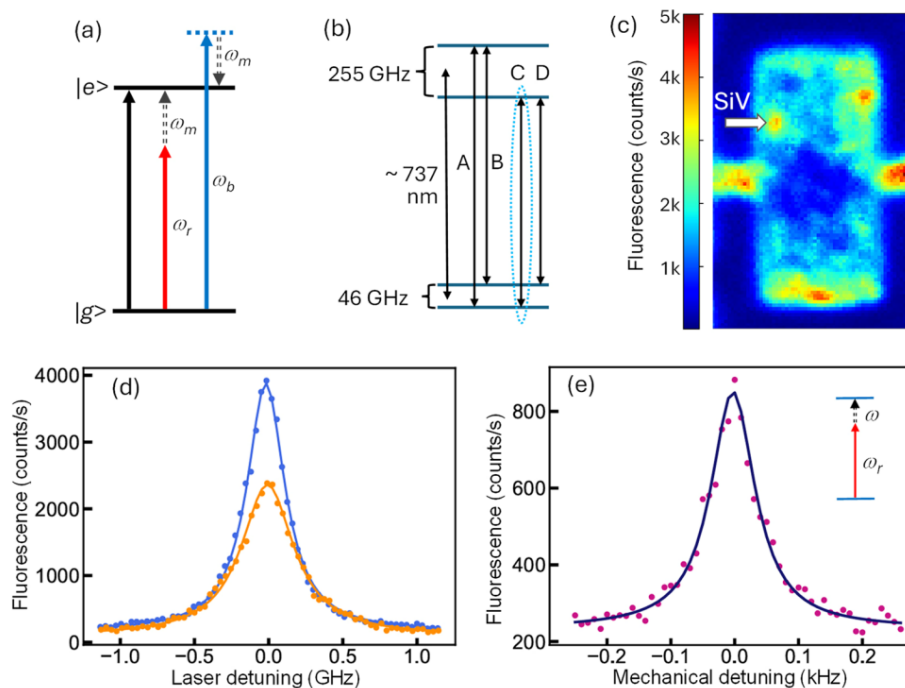 (a)
ω_m
|e>
ω_m
ω_b
ω_r
|g>
(b)
255 GHz
C D
~ 737
nm
A
B
46 GHz
(c)
Fluorescence (counts/s)
5k
4k
3k
2k
1k
SiV
(d)
Fluorescence (counts/s)
4000
3000
2000
1000
0
−1.0 −0.5 0.0 0.5 1.0
Laser detuning (GHz)
(e)
Fluorescence (counts/s)
800
600
400
200
−0.2 −0.1 0.0 0.1 0.2
Mechanical detuning (kHz)
ω
ω_r